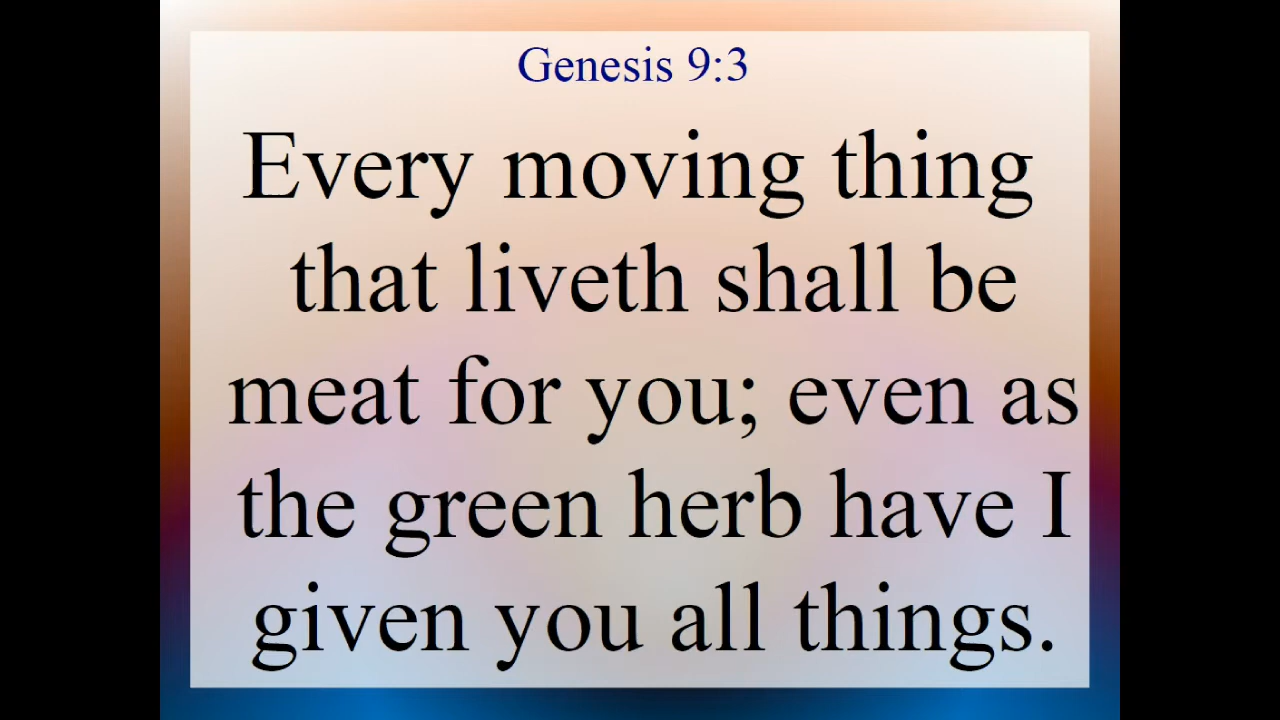 Genesis 9:3
Every moving thing
that liveth shall be
meat for you; even as
the green herb have I
given you all things.